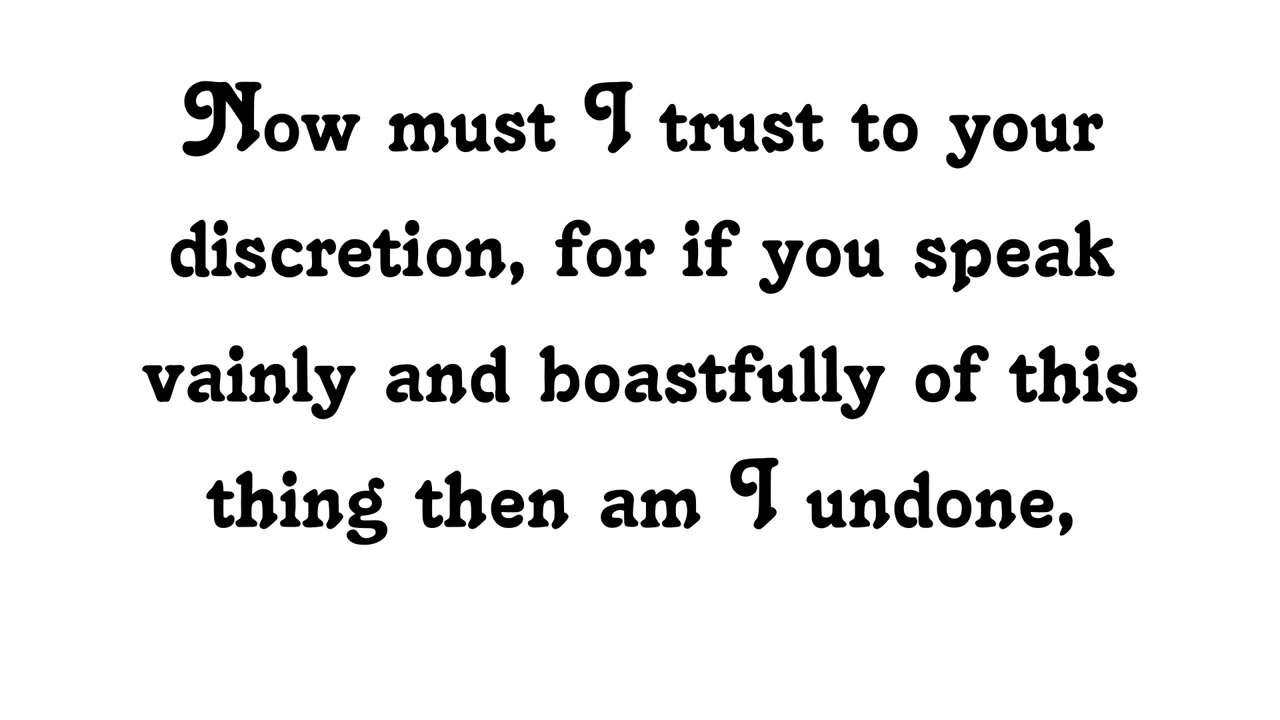 Now must I trust to your
discretion, for if you speak
vainly and boastfully of this
thing then am I undone,